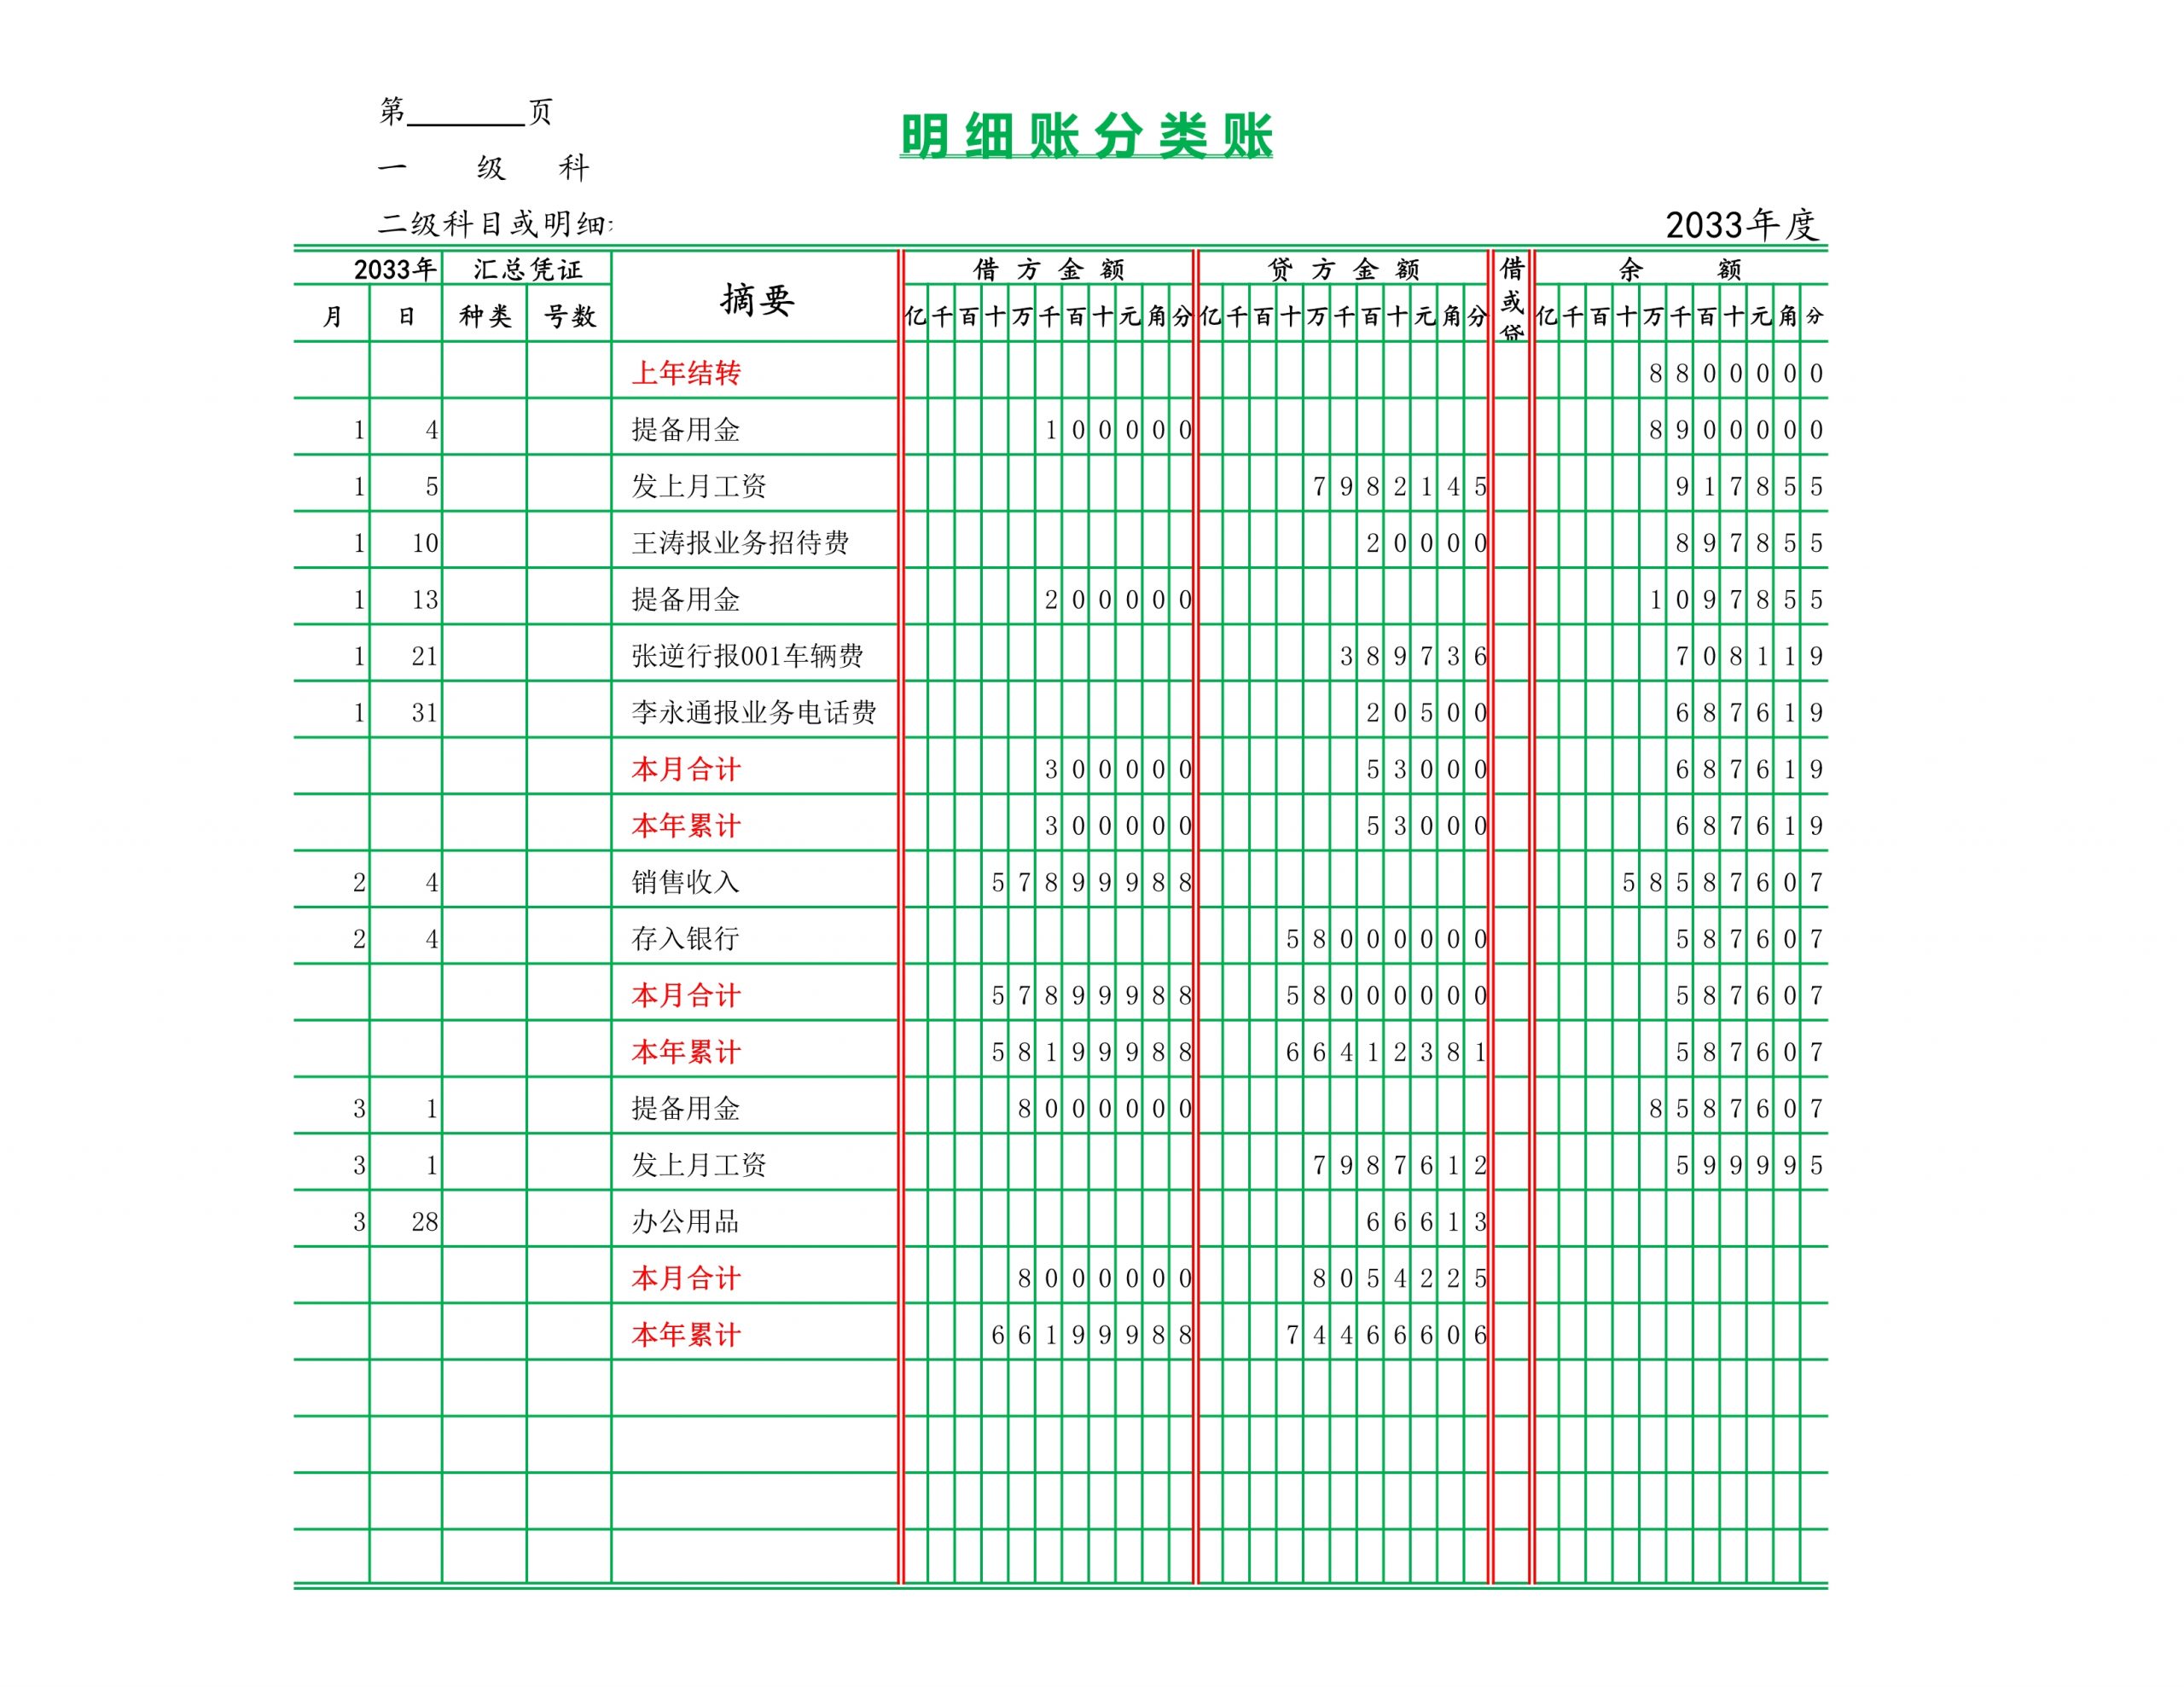 第________页
明细账分类账
一 级 科
二级科目或明细
2033年度
2033年 汇总凭证 摘要 借方金额 贷方金额 借或贷 余额
月 日 种类 号数 亿千百十万千百十元角分 亿千百十万千百十元角分 亿千百十万千百十元角分
上年结转 8800000
1 4 提备用金 100000 8900000
1 5 发上月工资 7982145 917855
1 10 王涛报业务招待费 20000 897855
1 13 提备用金 200000 1097855
1 21 张逆行报001车辆费 389736 708119
1 31 李永通报业务电话费 20500 687619
本月合计 300000 53000 687619
本年累计 300000 53000 687619
2 4 销售收入 57899988 58587607
2 4 存入银行 58000000 587607
本月合计 57899988 58000000 587607
本年累计 58199988 66412381 587607
3 1 提备用金 8000000 8587607
3 1 发上月工资 7987612 599995
3 28 办公用品 66613
本月合计 8000000 8054225
本年累计 66199988 74466606